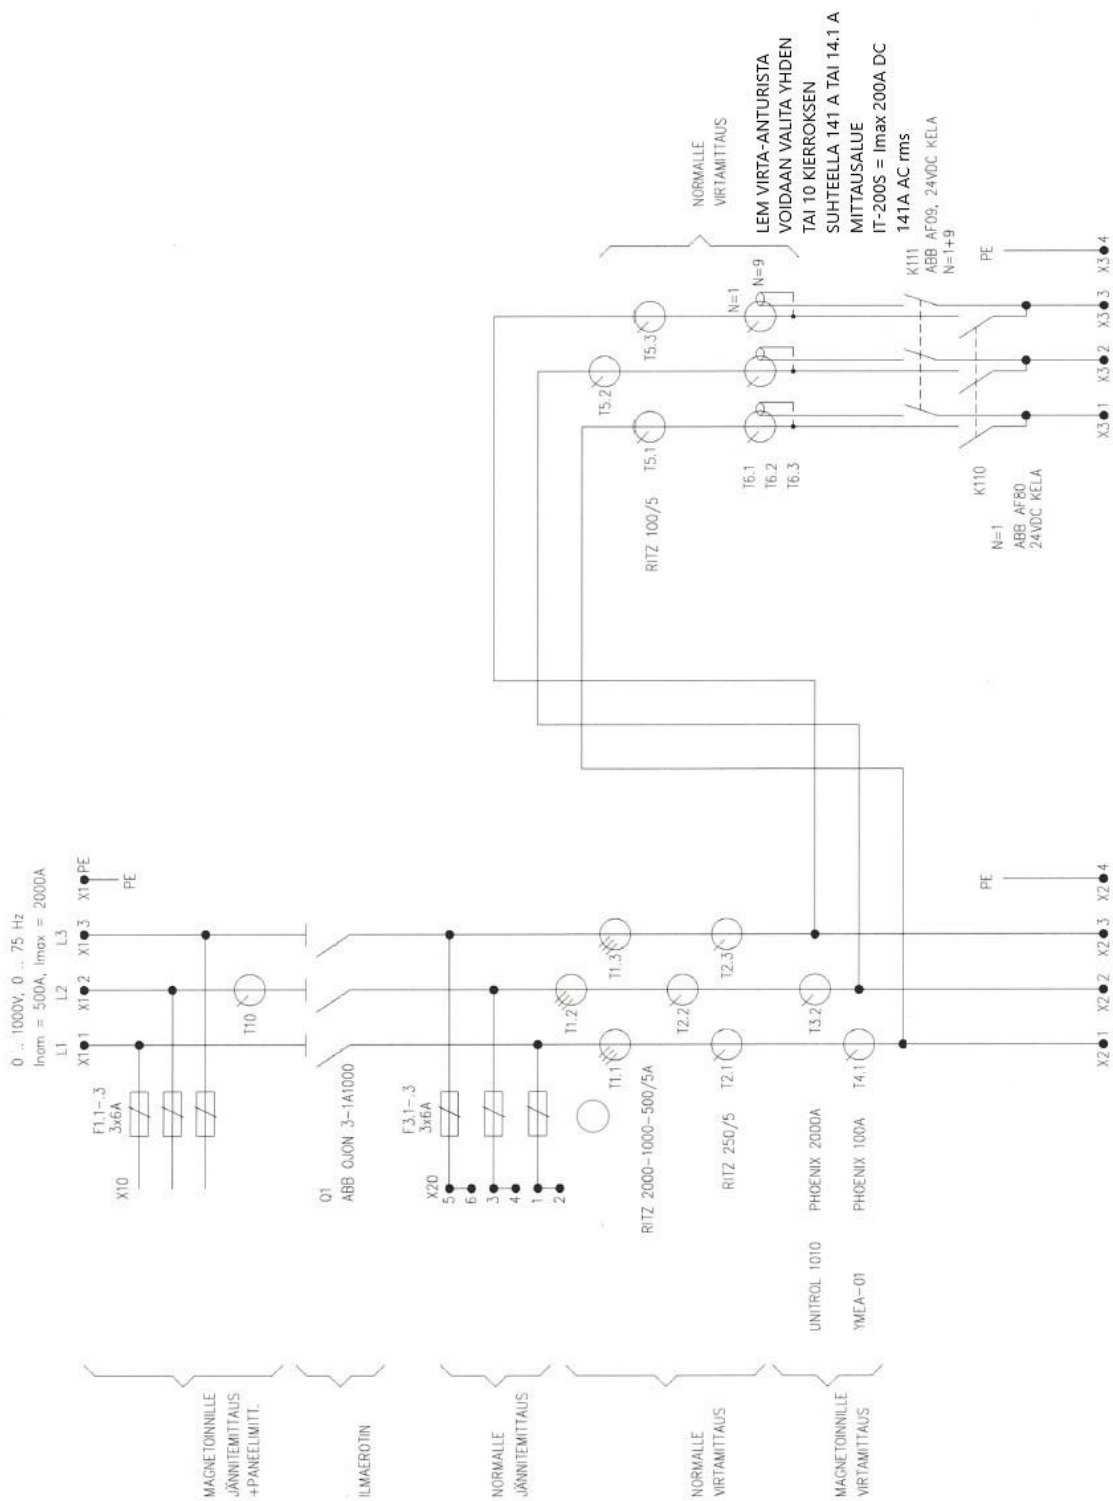 0 .. 1000V, 0 .. 75 Hz
Inom = 500A, Imax = 2000A
L1
L2
L3
X1 1
X1 2
X1 3
X1 PE
PE
F1.1-.3
3x6A
X10
T10
MAGNETOINNILLE
JÄNNITEMITTAUS
+PANEELIMITT.
Q1
ABB OJON 3-1A1000
ILMAEROTIN
F3.1-.3
3x6A
X20
5
6
3
4
1
2
NORMALLE
JÄNNITEMITTAUS
T1.1
T1.2
T1.3
RITZ 2000-1000-500/5A
T2.1
T2.2
T2.3
RITZ 250/5
NORMALLE
VIRTAMITTAUS
T3.2
UNITROL 1010 PHOENIX 2000A
T4.1
YMEA-01 PHOENIX 100A
MAGNETOINNILLE
VIRTAMITTAUS
PE
X2 1
X2 2
X2 3
X2 4
NORMALLE
VIRTAMITTAUS
LEM VIRTA-ANTURISTA
VOIDAAN VALITA YHDEN
TAI 10 KIERROKSEN
SUHTEELLA 141 A TAI 14.1 A
MITTAUSALUE
IT-200S = Imax 200A DC
141A AC rms
T5.1
T5.2
T5.3
RITZ 100/5
N=1
N=9
T6.1
T6.2
T6.3
K111
ABB AF09, 24VDC KELA
N=1+9
K110
N=1
ABB AF80
24VDC KELA
PE
X3 1
X3 2
X3 3
X3 4